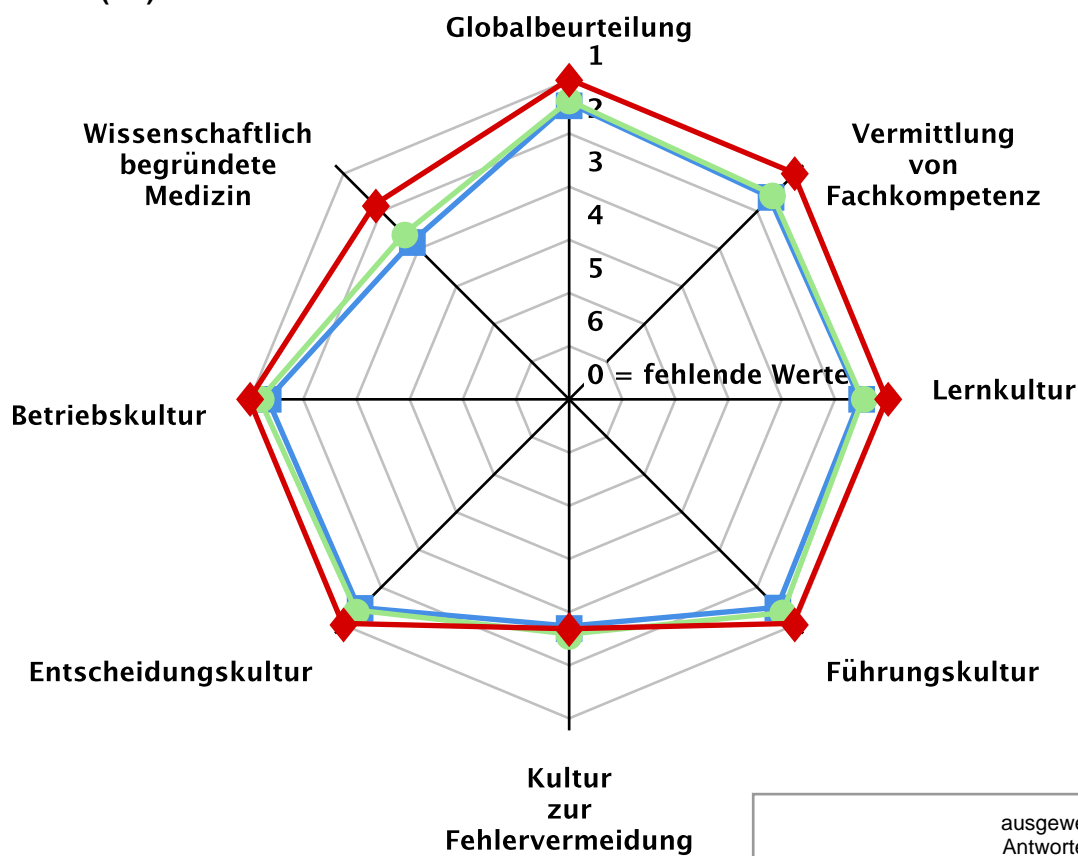 Globalbeurteilung
1
2
3
4
5
6
0 = fehlende Werte
Vermittlung
von
Fachkompetenz
Lernkultur
Führungskultur
Kultur
zur
Fehlervermeidung
Entscheidungskultur
Betriebskultur
Wissenschaftlich
begründete
Medizin